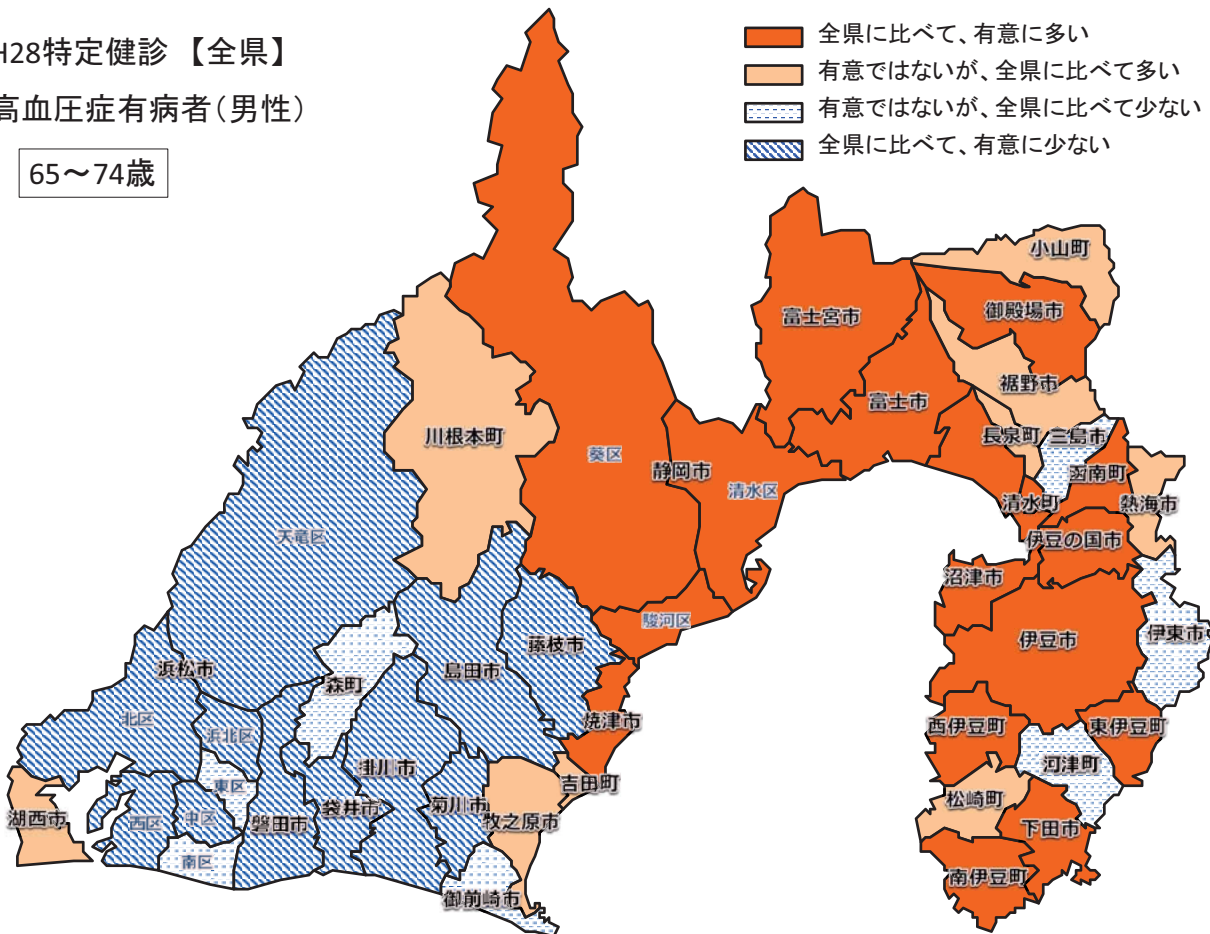 H28特定健診 【全県】
高血圧症有病者(男性)
65～74歳
全県に比べて、有意に多い
有意ではないが、全県に比べて多い
有意ではないが、全県に比べて少ない
全県に比べて、有意に少ない
小山町
御殿場市
富士宮市
裾野市
富士市
長泉町
三島市
函南町
川根本町
葵区
静岡市
清水区
清水町
熱海市
伊豆の国市
天竜区
沼津市
駿河区
伊豆市
伊東市
藤枝市
島田市
浜松市
森町
北区
浜北区
焼津市
西伊豆町
東伊豆町
掛川市
河津町
東区
吉田町
松崎町
湖西市
西区
中区
磐田市
袋井市
菊川市
牧之原市
下田市
南区
御前崎市
南伊豆町